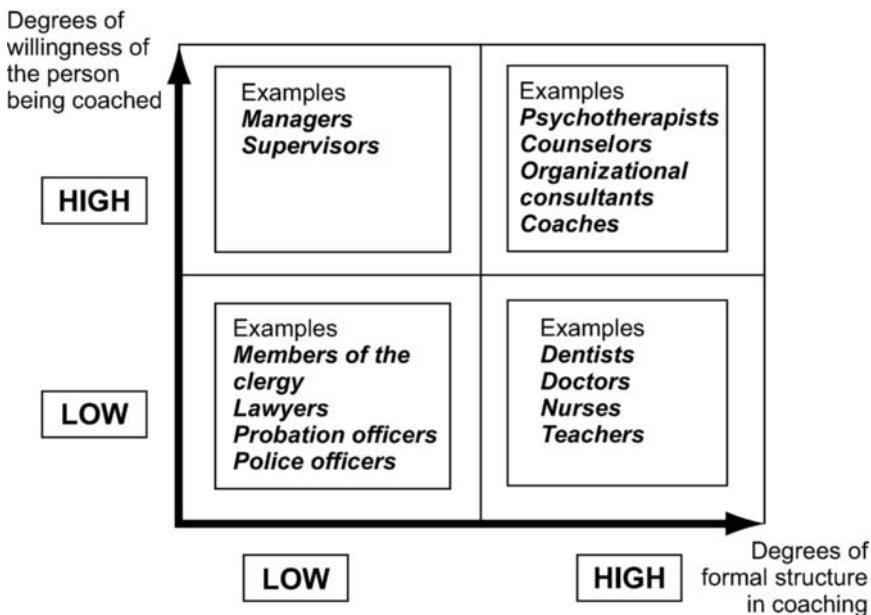 Degrees of
willingness of
the person
being coached
HIGH
Examples
Managers
Supervisors
Examples
Psychotherapists
Counselors
Organizational
consultants
Coaches
LOW
Examples
Members of the
clergy
Lawyers
Probation officers
Police officers
Examples
Dentists
Doctors
Nurses
Teachers
LOW
HIGH
Degrees of
formal structure
in coaching